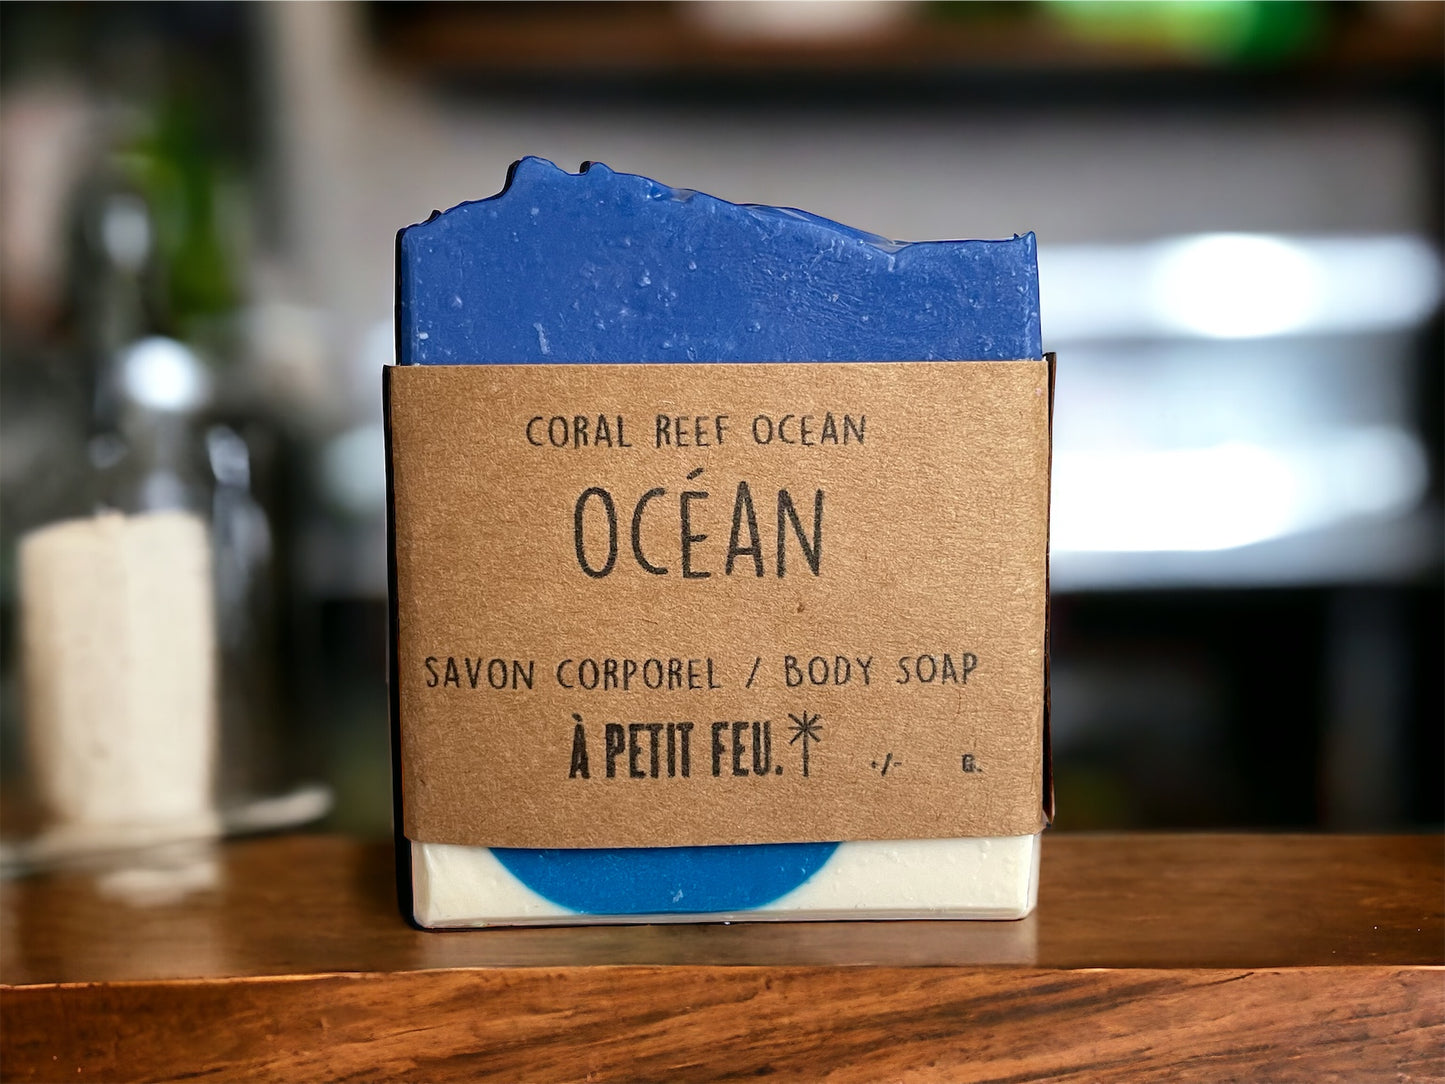 CORAL REEF OCEAN
OCÉAN
SAVON CORPOREL / BODY SOAP
À PETIT FEU. +/- G.